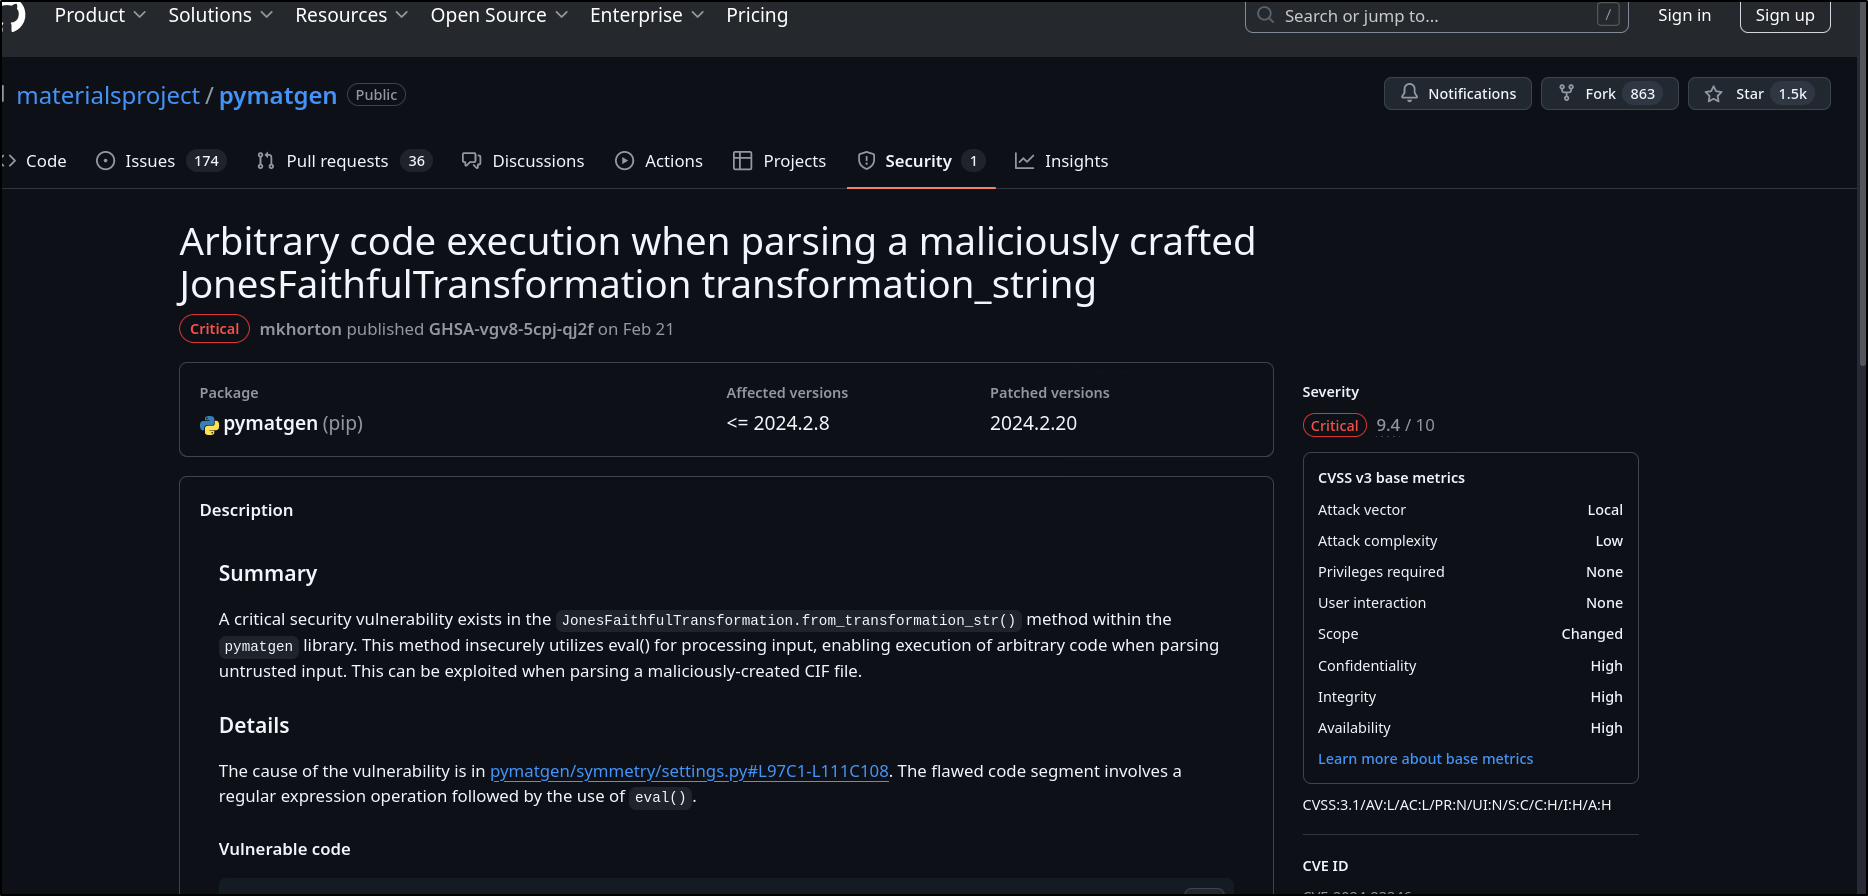 Product Solutions Resources Open Source Enterprise Pricing Search or jump to... / Sign in Sign up
materialsproject / pymatgen Public Notifications Fork 863 Star 1.5k
Code Issues 174 Pull requests 36 Discussions Actions Projects Security 1 Insights
Arbitrary code execution when parsing a maliciously crafted
JonesFaithfulTransformation transformation_string
Critical mkhorton published GHSA-vgv8-5cpj-qj2f on Feb 21
Package Affected versions Patched versions
pymatgen (pip) <= 2024.2.8 2024.2.20
Description
Summary
A critical security vulnerability exists in the JonesFaithfulTransformation.from_transformation_str() method within the
pymatgen library. This method insecurely utilizes eval() for processing input, enabling execution of arbitrary code when parsing
untrusted input. This can be exploited when parsing a maliciously-created CIF file.
Details
The cause of the vulnerability is in pymatgen/symmetry/settings.py#L97C1-L111C108. The flawed code segment involves a
regular expression operation followed by the use of eval().
Vulnerable code
Severity
Critical 9.4 / 10
CVSS v3 base metrics
Attack vector Local
Attack complexity Low
Privileges required None
User interaction None
Scope Changed
Confidentiality High
Integrity High
Availability High
Learn more about base metrics
CVSS:3.1/AV:L/AC:L/PR:N/UI:N/S:C/C:H/I:H/A:H
CVE ID